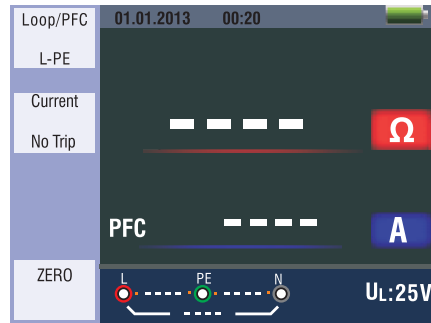 Loop/PFC
01.01.2013 00:20
L-PE
Current
No Trip
---- Ω
PFC ---- A
ZERO
L PE N
---- ----
----
UL:25V